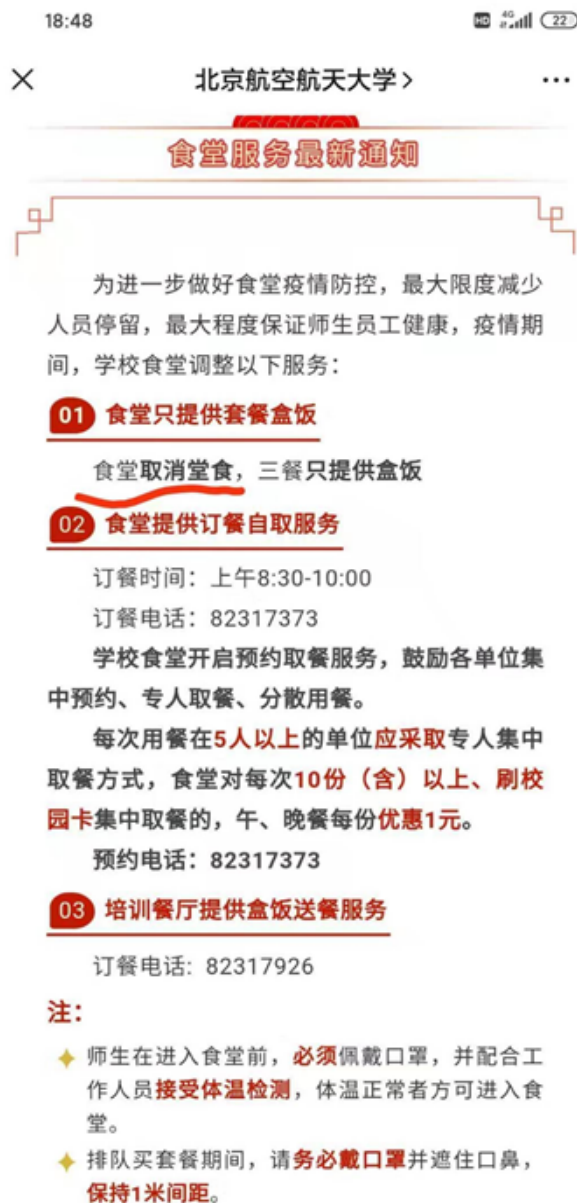 18:48
HD 4G 22
北京航空航天大学>
食堂服务最新通知
为进一步做好食堂疫情防控，最大限度减少
人员停留，最大程度保证师生员工健康，疫情期
间，学校食堂调整以下服务：
01 食堂只提供套餐盒饭
食堂取消堂食，三餐只提供盒饭
02 食堂提供订餐自取服务
订餐时间：上午8:30-10:00
订餐电话：82317373
学校食堂开启预约取餐服务，鼓励各单位集
中预约、专人取餐、分散用餐。
每次用餐在5人以上的单位应采取专人集中
取餐方式，食堂对每次10份（含）以上、刷校
园卡集中取餐的，午、晚餐每份优惠1元。
预约电话：82317373
03 培训餐厅提供盒饭送餐服务
订餐电话: 82317926
注：
师生在进入食堂前，必须佩戴口罩，并配合工
作人员接受体温检测，体温正常者方可进入食
堂。
排队买套餐期间，请务必戴口罩并遮住口鼻，
保持1米间距。